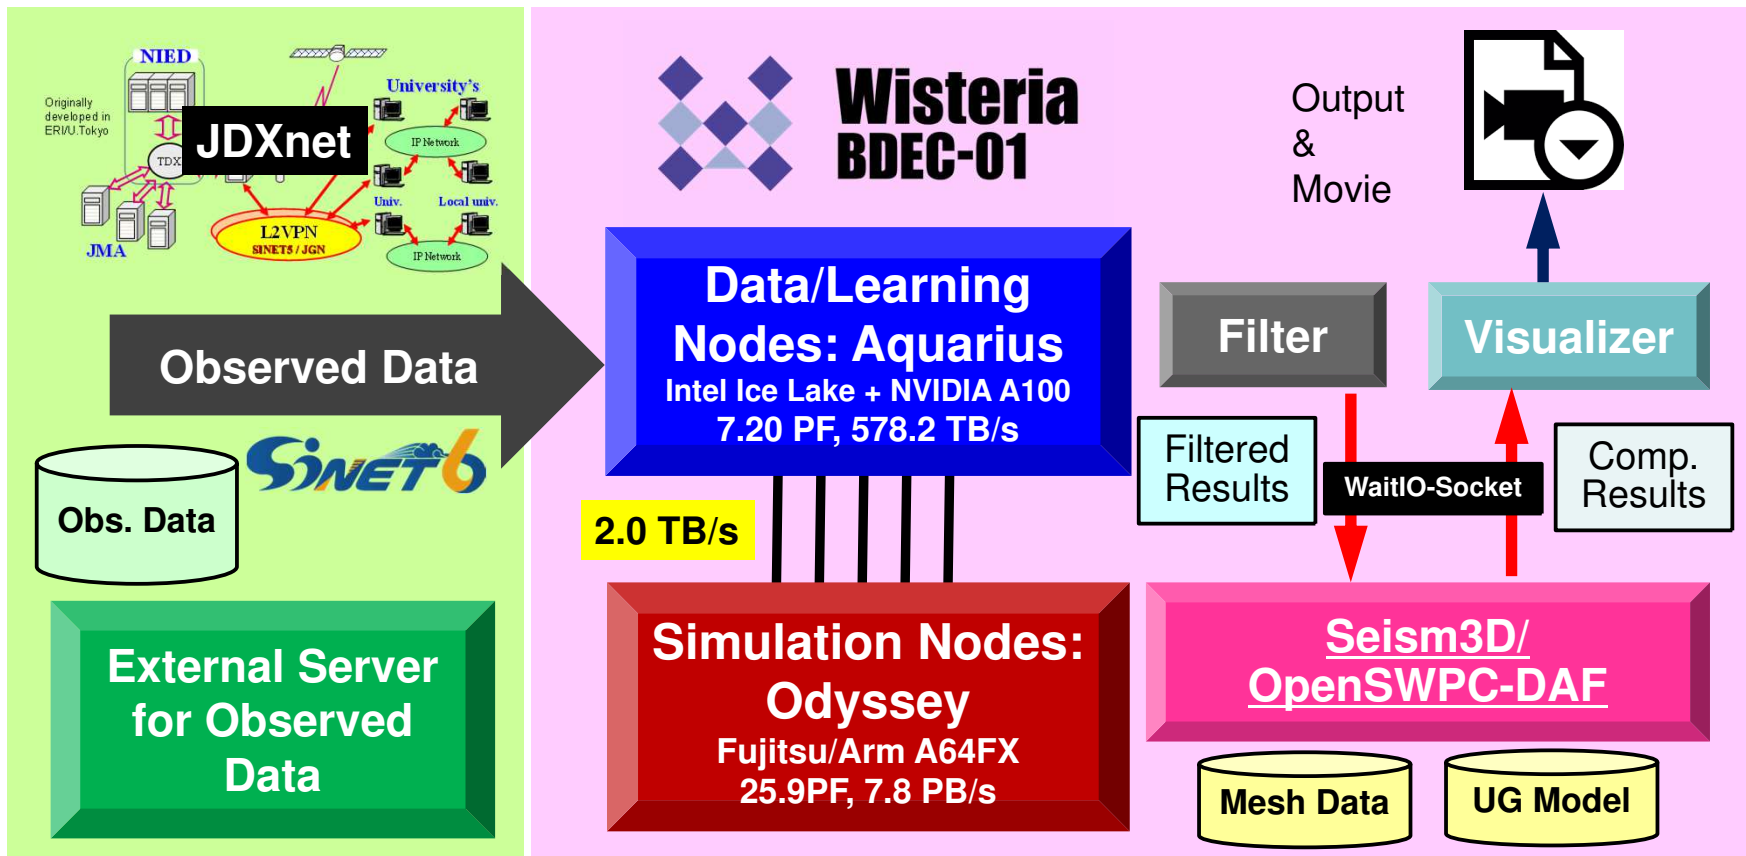 NIED
Originally
developed in
ERI/U.Tokyo
JDXnet
TDX
University's
IP Network
Univ.
Local univ.
L2VPN
SINET5 / JGN
JMA
IP Network
Observed Data
SINET6
Obs. Data
External Server
for Observed
Data
Wisteria
BDEC-01
Data/Learning
Nodes: Aquarius
Intel Ice Lake + NVIDIA A100
7.20 PF, 578.2 TB/s
2.0 TB/s
Simulation Nodes:
Odyssey
Fujitsu/Arm A64FX
25.9PF, 7.8 PB/s
Output
&
Movie
Filter
Visualizer
Filtered
Results
WaitIO-Socket
Comp.
Results
Seism3D/
OpenSWPC-DAF
Mesh Data
UG Model